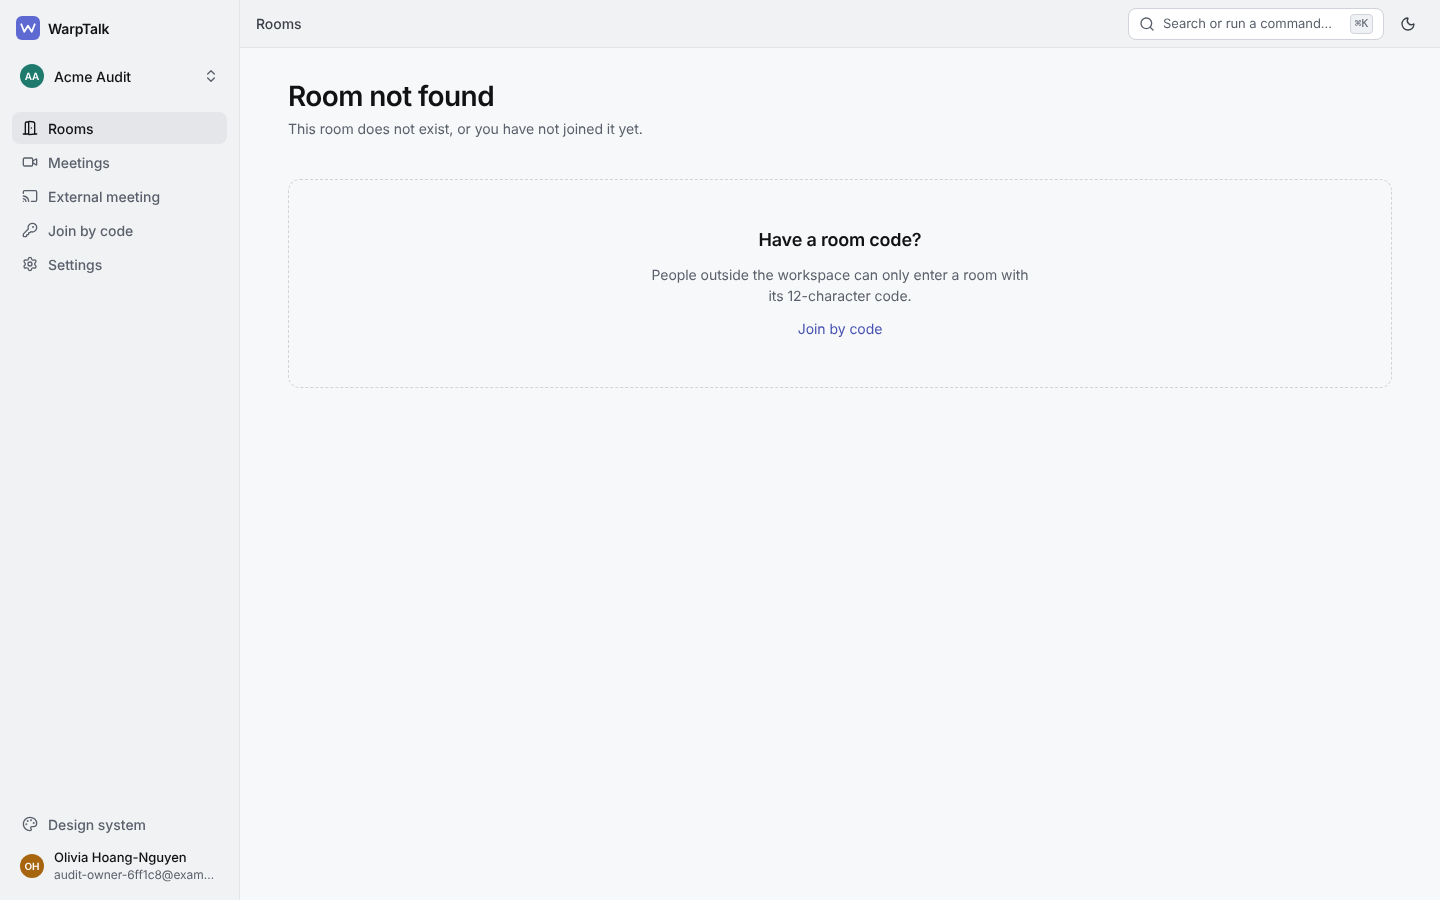 WarpTalk
Rooms
Search or run a command...
⌘K
AA
Acme Audit
Rooms
Meetings
External meeting
Join by code
Settings
Room not found
This room does not exist, or you have not joined it yet.
Have a room code?
People outside the workspace can only enter a room with
its 12-character code.
Join by code
Design system
OH
Olivia Hoang-Nguyen
audit-owner-6ff1c8@exam...